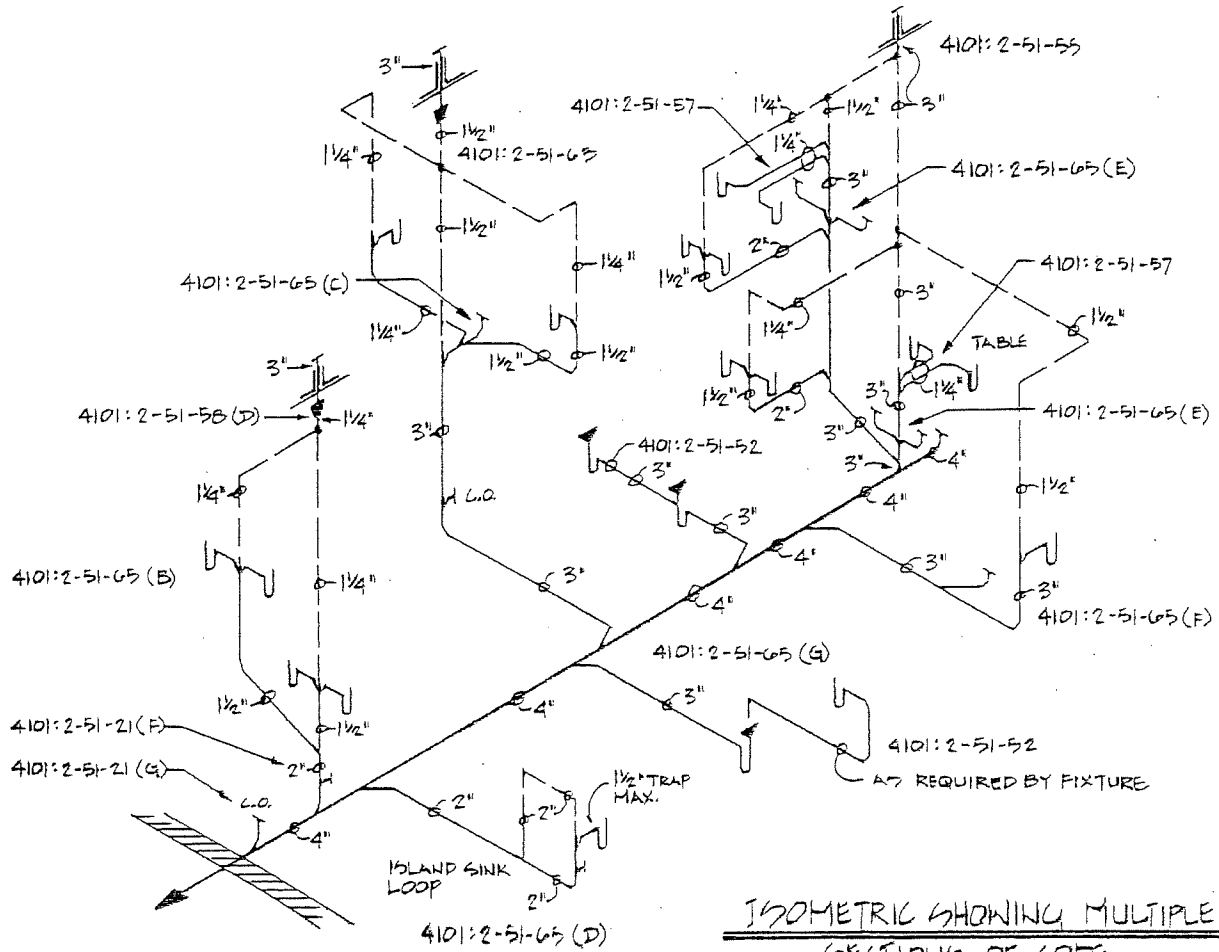 4101:2-51-55
3"
3"
4101:2-51-57
1¼"
1½"
1½"
4101:2-51-65
1¼"
1¼"
3"
4101:2-51-65 (E)
1½"
2"
1¼"
4101:2-51-57
4101:2-51-65 (C)
1½"
3"
1¼"
1¼"
1½"
TABLE
1½"
1½"
3"
1½"
1¼"
2"
3"
4101:2-51-65 (E)
4101:2-51-58 (D)
1¼"
3"
3"
4101:2-51-52
3"
3"
4"
1¼"
C.O.
4"
1½"
3"
4"
4101:2-51-65 (B)
1¼"
3"
4"
3"
3"
4101:2-51-65 (F)
4101:2-51-65 (G)
1½"
1½"
4"
3"
4101:2-51-21 (F)
2"
4101:2-51-52
4101:2-51-21 (G)
C.O.
1½" TRAP
MAX.
AS REQUIRED BY FIXTURE
4"
2"
2"
ISLAND SINK
LOOP
2"
4101:2-51-65 (D)
ISOMETRIC SHOWING MULTIPLE